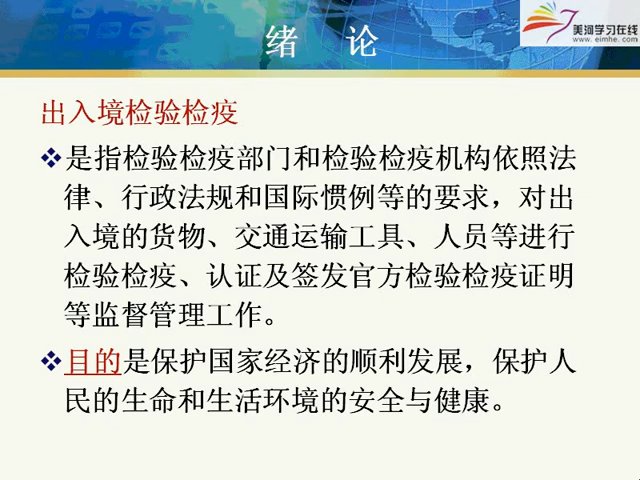 绪 论
美河学习在线
www.eimhe.com
出入境检验检疫
❖是指检验检疫部门和检验检疫机构依照法
律、行政法规和国际惯例等的要求，对出
入境的货物、交通运输工具、人员等进行
检验检疫、认证及签发官方检验检疫证明
等监督管理工作。
❖目的是保护国家经济的顺利发展，保护人
民的生命和生活环境的安全与健康。